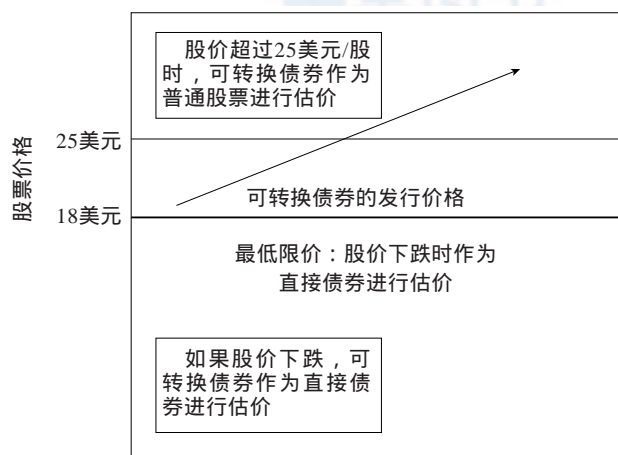 股价超过25美元/股
时，可转换债券作为
普通股票进行估价
25美元
股票价格
可转换债券的发行价格
18美元
最低限价：股价下跌时作为
直接债券进行估价
如果股价下跌，可
转换债券作为直接债
券进行估价